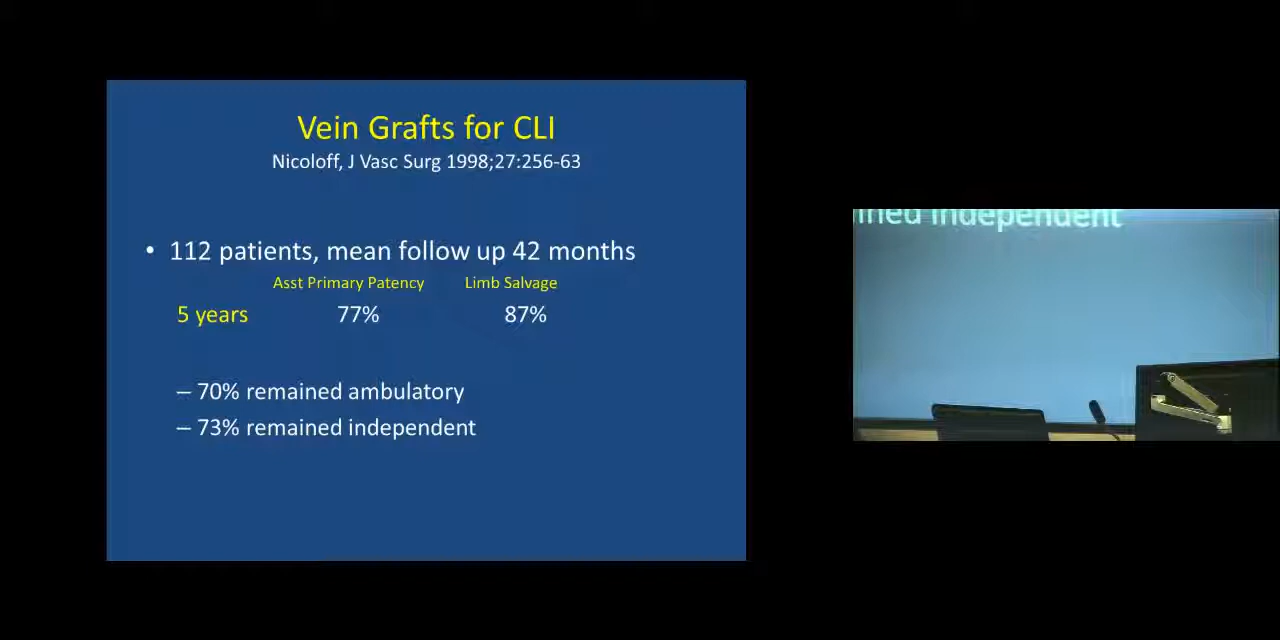 Vein Grafts for CLI
Nicoloff, J Vasc Surg 1998;27:256-63
• 112 patients, mean follow up 42 months
Asst Primary Patency Limb Salvage
5 years 77% 87%
– 70% remained ambulatory
– 73% remained independent
independent